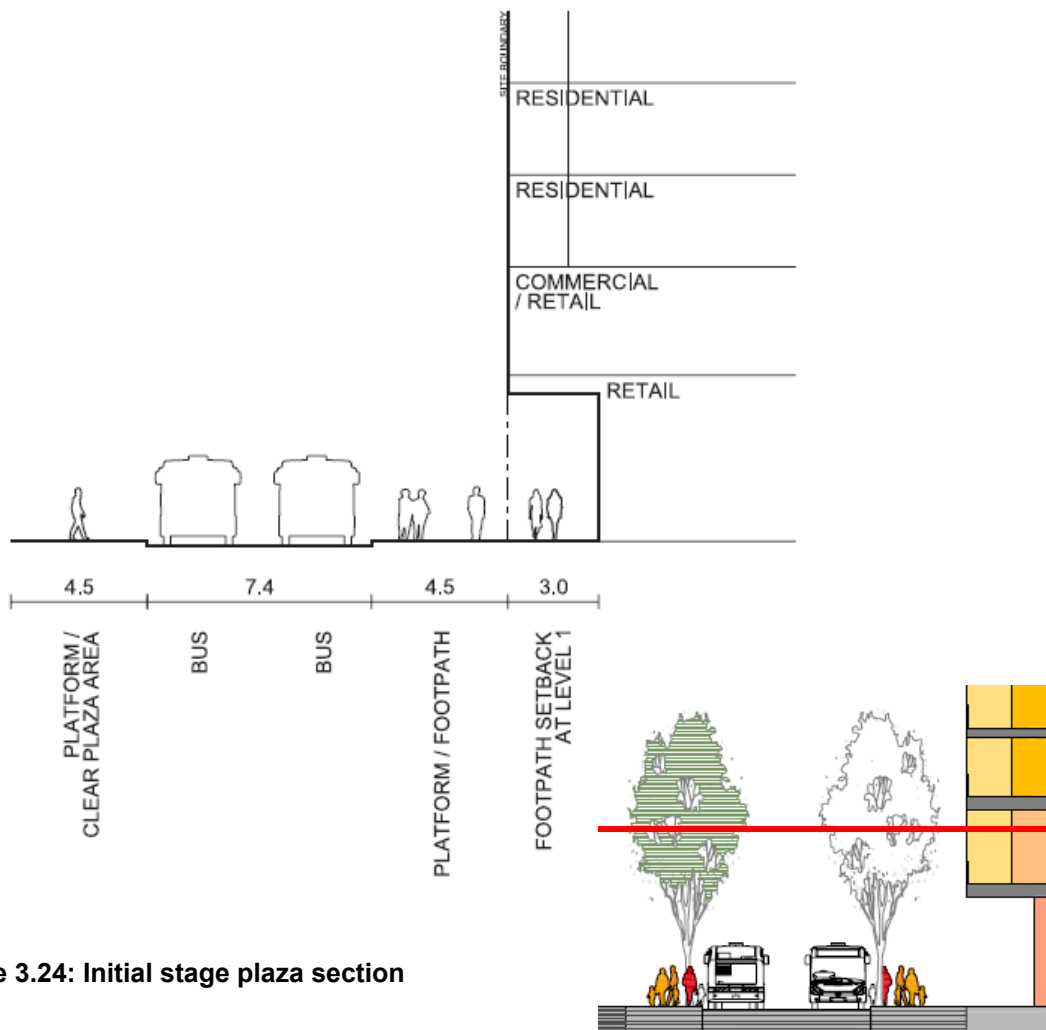 SITE BOUNDARY
RESIDENTIAL
RESIDENTIAL
COMMERCIAL
/ RETAIL
RETAIL
4.5
7.4
4.5
3.0
PLATFORM /
CLEAR PLAZA AREA
BUS
BUS
PLATFORM / FOOTPATH
FOOTPATH SETBACK
AT LEVEL 1
e 3.24: Initial stage plaza section